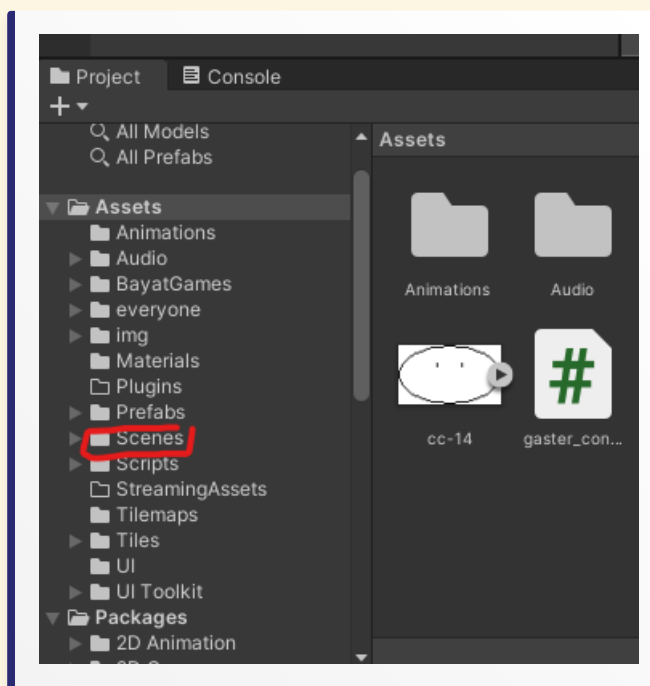 Project Console
All Models
All Prefabs
Assets
Animations
Audio
BayatGames
everyone
img
Materials
Plugins
Prefabs
Scenes
Scripts
StreamingAssets
Tilemaps
Tiles
UI
UI Toolkit
Packages
2D Animation
Assets
Animations Audio
cc-14 gaster_con...